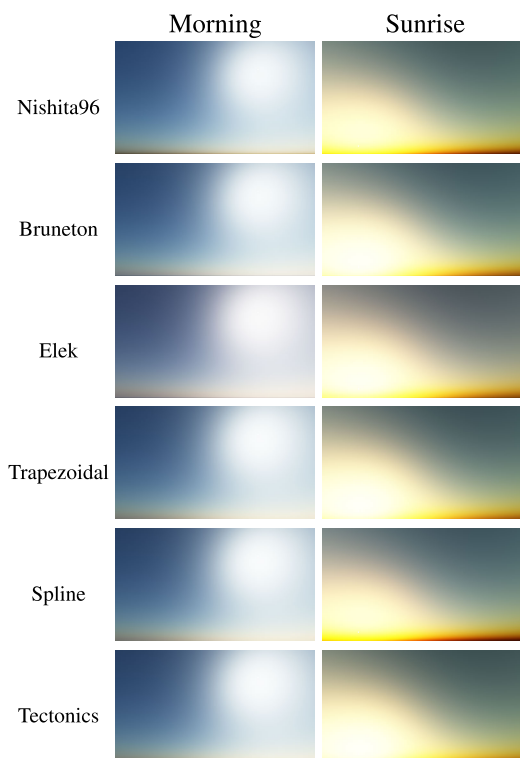 Morning Sunrise
Nishita96
Bruneton
Elek
Trapezoidal
Spline
Tectonics